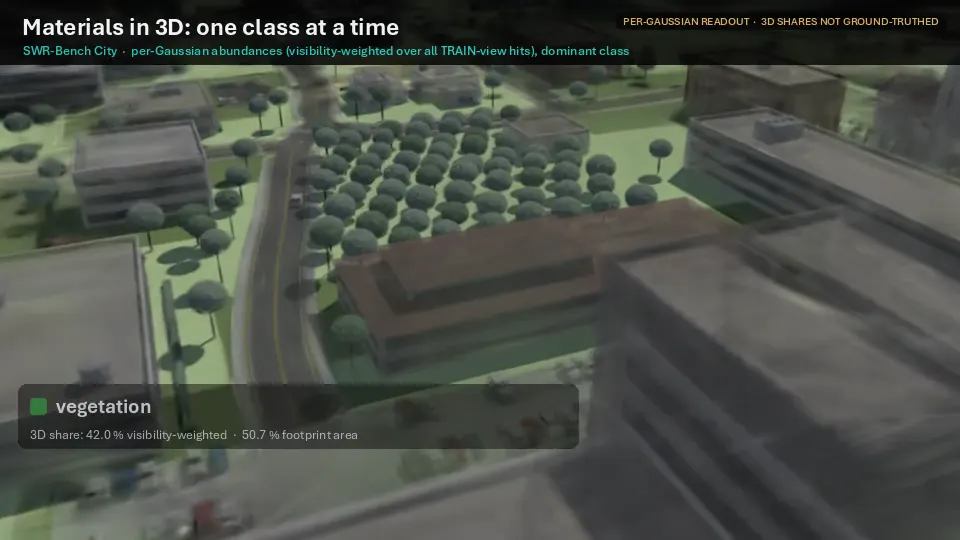 Materials in 3D: one class at a time
PER-GAUSSIAN READOUT · 3D SHARES NOT GROUND-TRUTHED
SWR-Bench City · per-Gaussian abundances (visibility-weighted over all TRAIN-view hits), dominant class
vegetation
3D share: 42.0 % visibility-weighted · 50.7 % footprint area